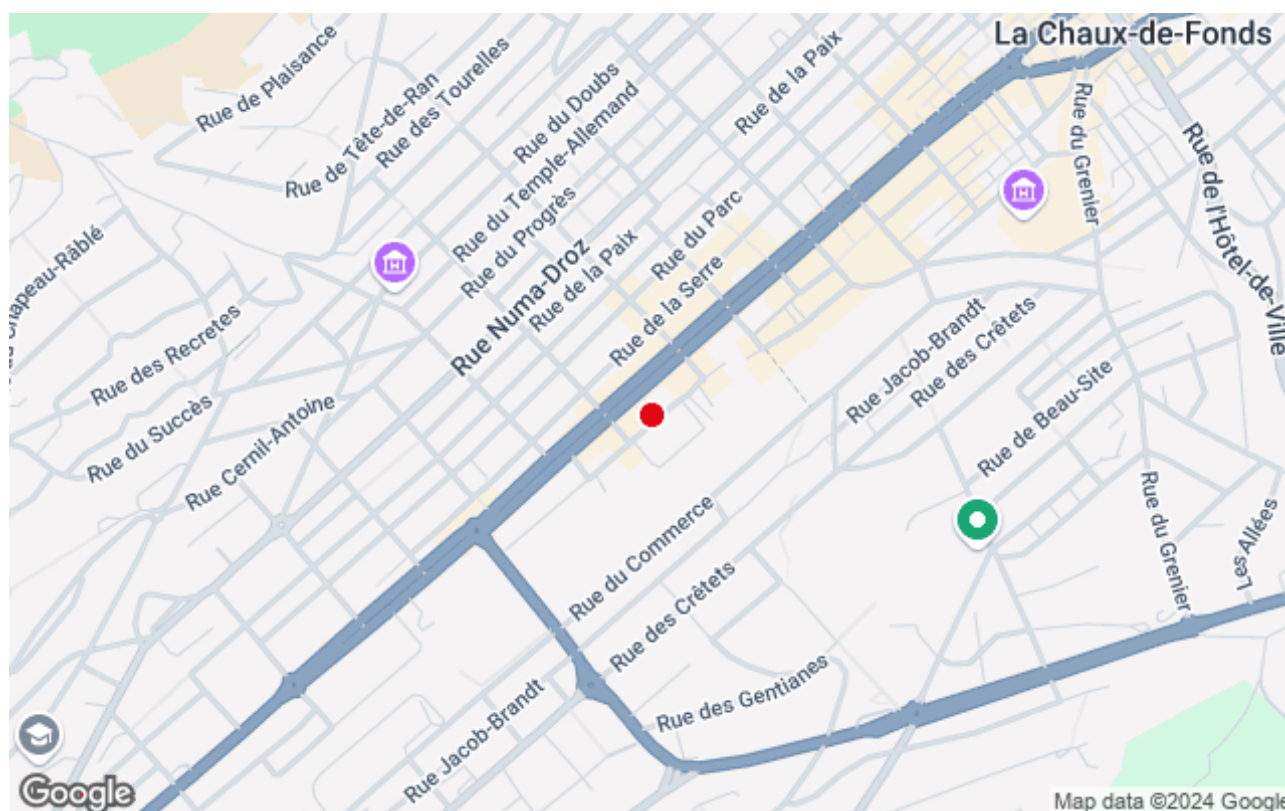 La Chaux-de-Fonds
Rue de Plaisance
Rue de Tête-de-Ran
Rue des Tourelles
Rue du Doubs
Rue du Temple-Allemand
Rue du Progrès
Rue de la Paix
Rue du Grenier
Rue de l'Hôtel-de-Ville
Rue du Parc
Rue de la Serre
Rue de la Paix
Rue Numa-Droz
Chapeau-Râblé
Rue des Recretes
Rue du Succès
Rue Cernil-Antoine
Rue Jacob-Brandt
Rue des Crêtets
Rue de Beau-Site
Rue du Commerce
Rue des Crêtets
Rue du Grenier
Les Allées
Rue des Gentianes
Rue Jacob-Brandt
Google
Map data ©2024 Google